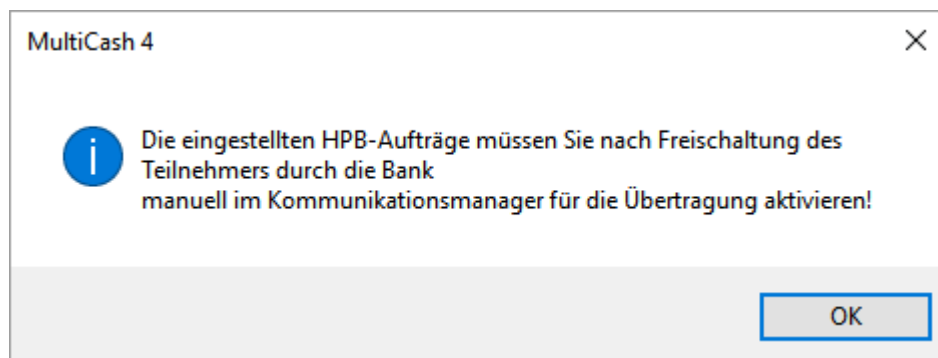 MultiCash 4
Die eingestellten HPB-Aufträge müssen Sie nach Freischaltung des
Teilnehmers durch die Bank
manuell im Kommunikationsmanager für die Übertragung aktivieren!
OK